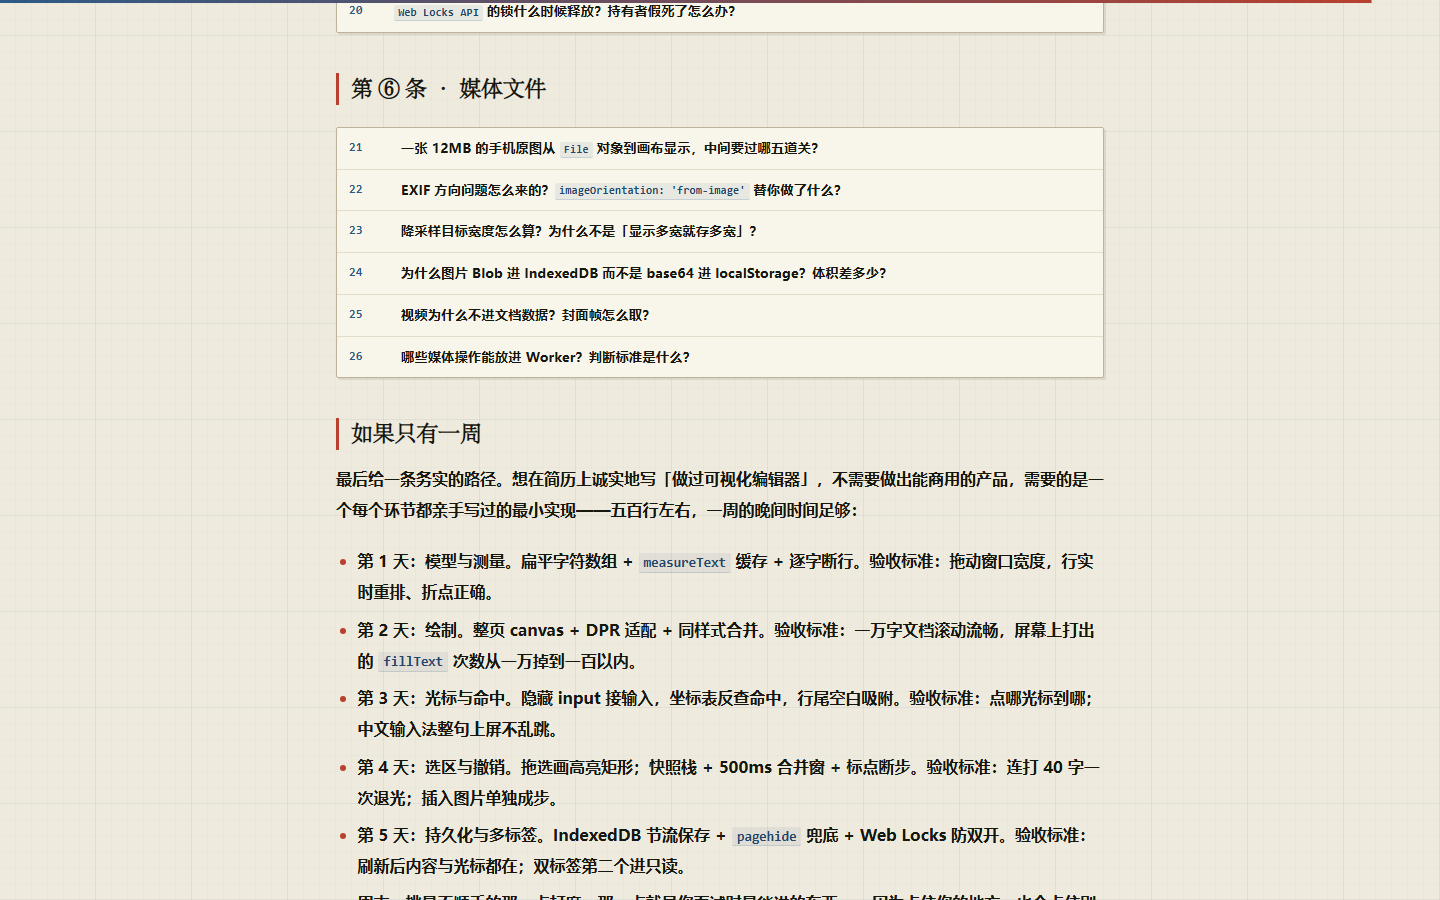 20 Web Locks API 的锁什么时候释放？持有者假死了怎么办？
第 ⑥ 条 · 媒体文件
21 一张 12MB 的手机原图从 File 对象到画布显示，中间要过哪五道关？
22 EXIF 方向问题怎么来的？imageOrientation: 'from-image' 替你做了什么？
23 降采样目标宽度怎么算？为什么不是「显示多宽就存多宽」？
24 为什么图片 Blob 进 IndexedDB 而不是 base64 进 localStorage？体积差多少？
25 视频为什么不进文档数据？封面帧怎么取？
26 哪些媒体操作能放进 Worker？判断标准是什么？
如果只有一周
最后给一条务实的路径。想在简历上诚实地写「做过可视化编辑器」，不需要做出能商用的产品，需要的是一
个每个环节都亲手写过的最小实现——五百行左右，一周的晚间时间足够：
第 1 天：模型与测量。扁平字符数组 + measureText 缓存 + 逐字断行。验收标准：拖动窗口宽度，行实
时重排、折点正确。
第 2 天：绘制。整页 canvas + DPR 适配 + 同样式合并。验收标准：一万字文档滚动流畅，屏幕上打出
的 fillText 次数从一万掉到一百以内。
第 3 天：光标与命中。隐藏 input 接输入，坐标表反查命中，行尾空白吸附。验收标准：点哪光标到哪；
中文输入法整句上屏不乱跳。
第 4 天：选区与撤销。拖选画高亮矩形；快照栈 + 500ms 合并窗 + 标点断步。验收标准：连打 40 字一
次退光；插入图片单独成步。
第 5 天：持久化与多标签。IndexedDB 节流保存 + pagehide 兜底 + Web Locks 防双开。验收标准：
刷新后内容与光标都在；双标签第二个进只读。